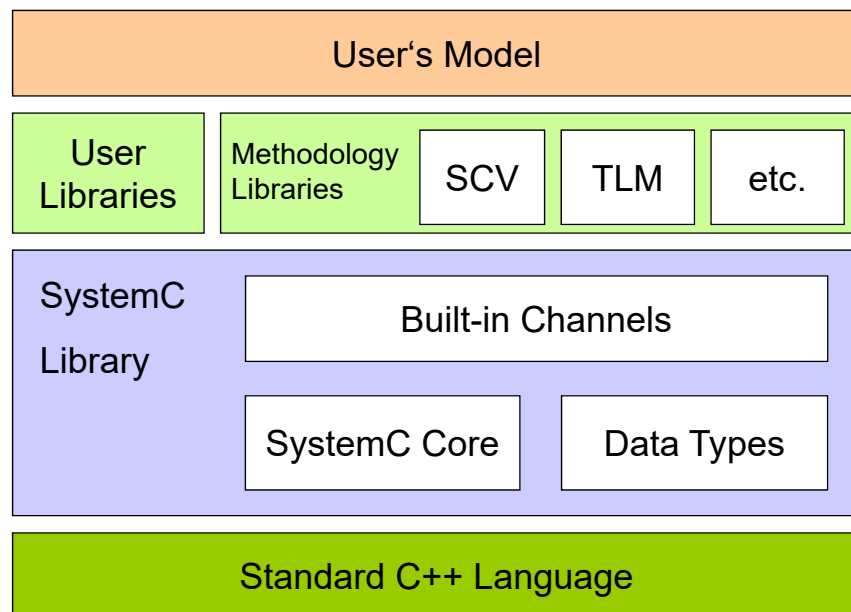 User‘s Model
User
Libraries
Methodology
Libraries
SCV
TLM
etc.
SystemC
Library
Built-in Channels
SystemC Core
Data Types
Standard C++ Language